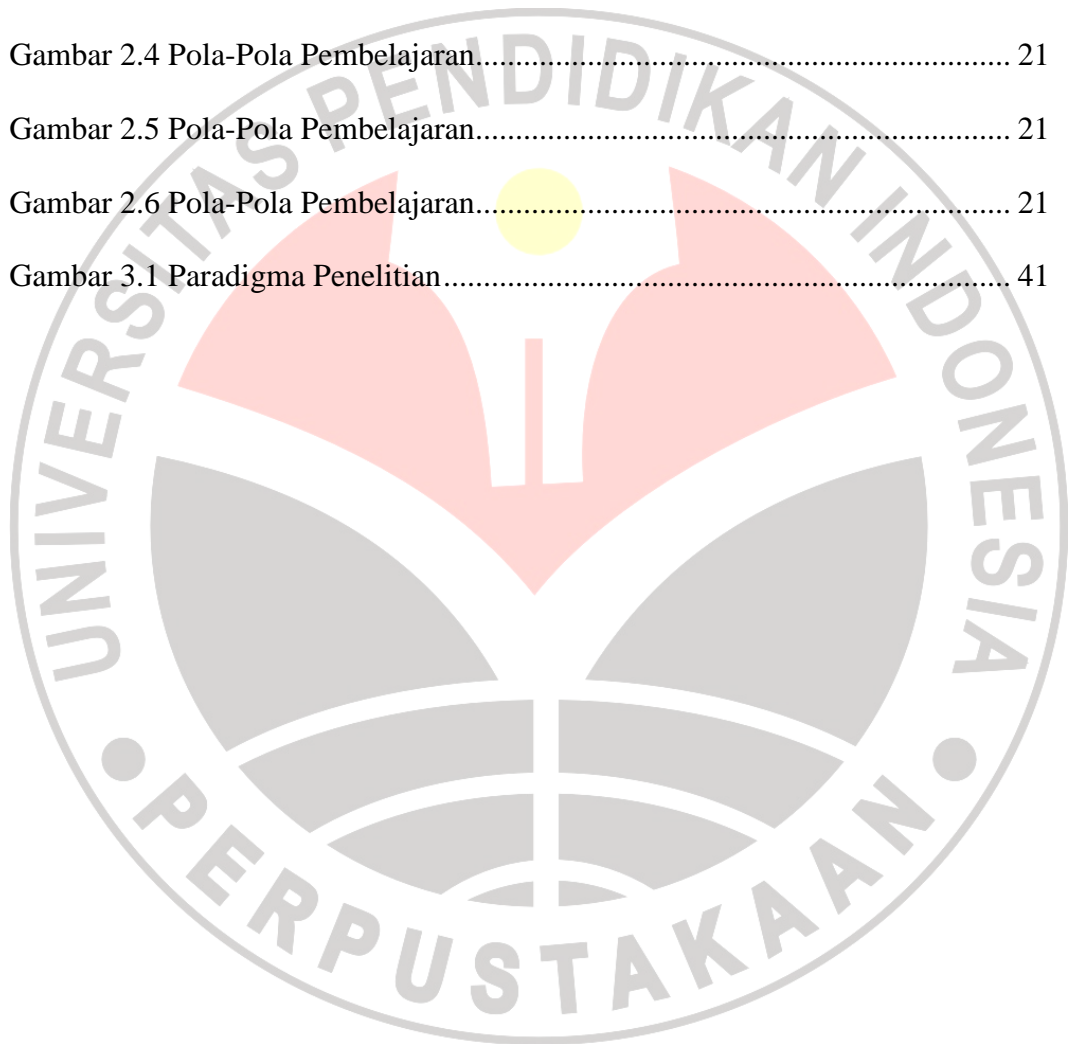 Gambar 2.4 Pola-Pola Pembelajaran.................................................................................. 21
Gambar 2.5 Pola-Pola Pembelajaran.................................................................................. 21
Gambar 2.6 Pola-Pola Pembelajaran.................................................................................. 21
Gambar 3.1 Paradigma Penelitian....................................................................................... 41
UNIVERSITAS PENDIDIKAN INDONESIA
PERPUSTAKAAN